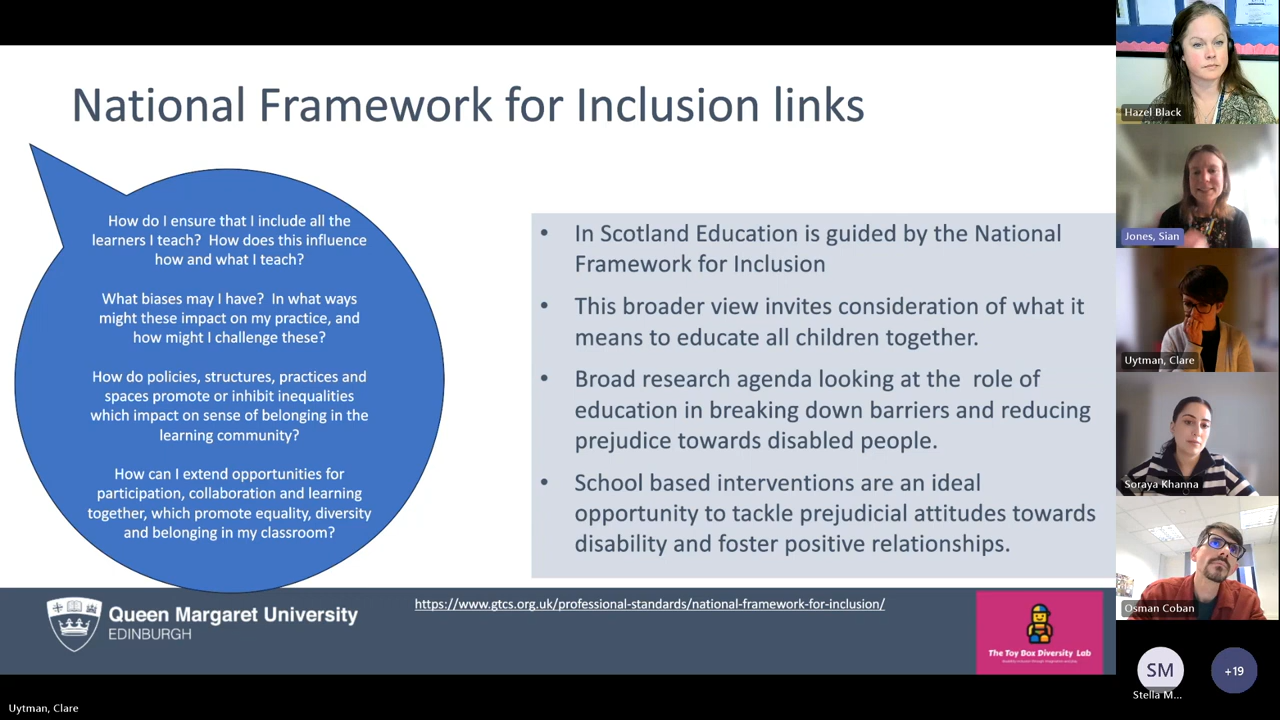 National Framework for Inclusion links
How do I ensure that I include all the
learners I teach? How does this influence
how and what I teach?
What biases may I have? In what ways
might these impact on my practice, and
how might I challenge these?
How do policies, structures, practices and
spaces promote or inhibit inequalities
which impact on sense of belonging in the
learning community?
How can I extend opportunities for
participation, collaboration and learning
together, which promote equality, diversity
and belonging in my classroom?
• In Scotland Education is guided by the National
Framework for Inclusion
• This broader view invites consideration of what it
means to educate all children together.
• Broad research agenda looking at the role of
education in breaking down barriers and reducing
prejudice towards disabled people.
• School based interventions are an ideal
opportunity to tackle prejudicial attitudes towards
disability and foster positive relationships.
Queen Margaret University
EDINBURGH
https://www.gtcs.org.uk/professional-standards/national-framework-for-inclusion/
The Toy Box Diversity Lab
Hazel Black
Jones, Sian
Uytman, Clare
Soraya Khanna
Osman Coban
SM
Stella M...
+19
Uytman, Clare